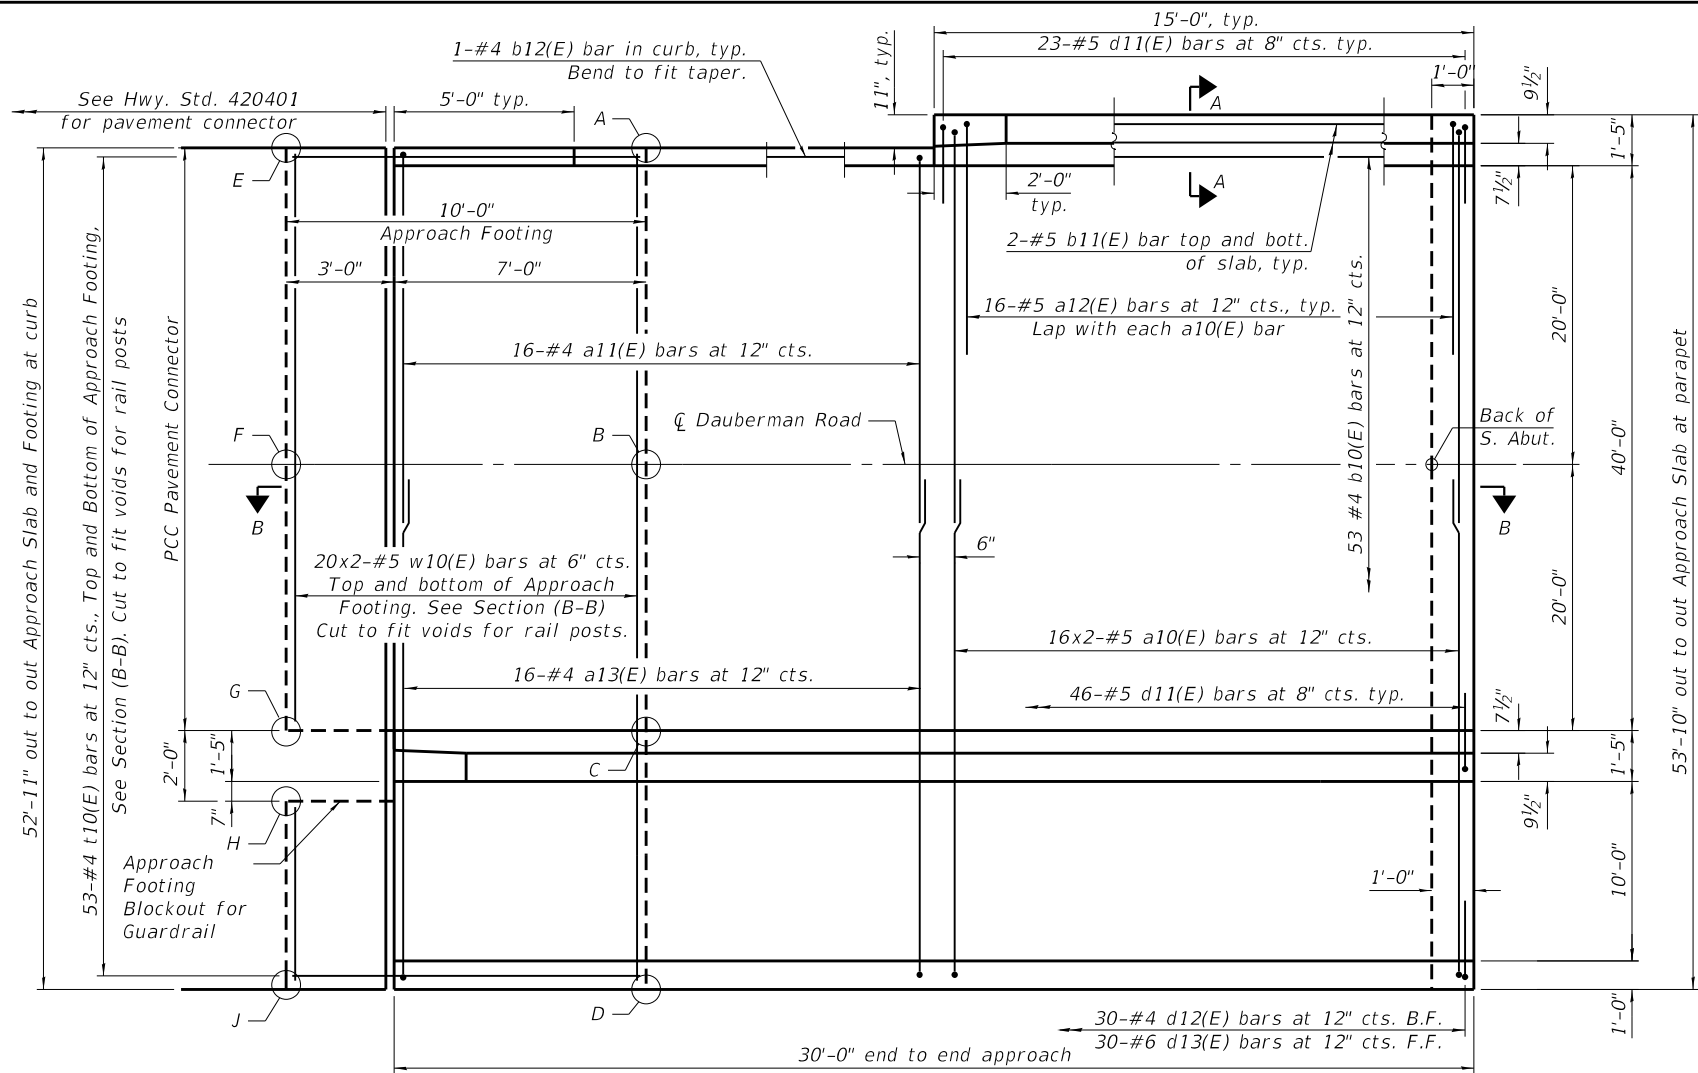 15'-0", typ.
23-#5 d11(E) bars at 8" cts. typ.
1-#4 b12(E) bar in curb, typ.
Bend to fit taper.
11", typ.
1'-0"
9½"
See Hwy. Std. 420401
for pavement connector
5'-0" typ.
A
A
E
1'-5"
7½"
A
2'-0"
typ.
10'-0"
Approach Footing
2-#5 b11(E) bar top and bott.
of slab, typ.
3'-0"
7'-0"
16-#5 a12(E) bars at 12" cts., typ.
Lap with each a10(E) bar
16-#4 a11(E) bars at 12" cts.
20'-0"
53 #4 b10(E) bars at 12" cts.
℄ Dauberman Road
Back of
S. Abut.
F
B
40'-0"
B
B
52'-11" out to out Approach Slab and Footing at curb
53-#4 t10(E) bars at 12" cts., Top and Bottom of Approach Footing,
See Section (B-B). Cut to fit voids for rail posts
PCC Pavement Connector
53'-10" out to out Approach Slab at parapet
6"
20x2-#5 w10(E) bars at 6" cts.
Top and bottom of Approach
Footing. See Section (B-B)
Cut to fit voids for rail posts.
20'-0"
16x2-#5 a10(E) bars at 12" cts.
16-#4 a13(E) bars at 12" cts.
G
46-#5 d11(E) bars at 8" cts. typ.
7½"
2'-0"
1'-5"
1'-5"
C
7"
9½"
H
Approach
Footing
Blockout for
Guardrail
1'-0"
10'-0"
J
D
30-#4 d12(E) bars at 12" cts. B.F.
30-#6 d13(E) bars at 12" cts. F.F.
1'-0"
30'-0" end to end approach